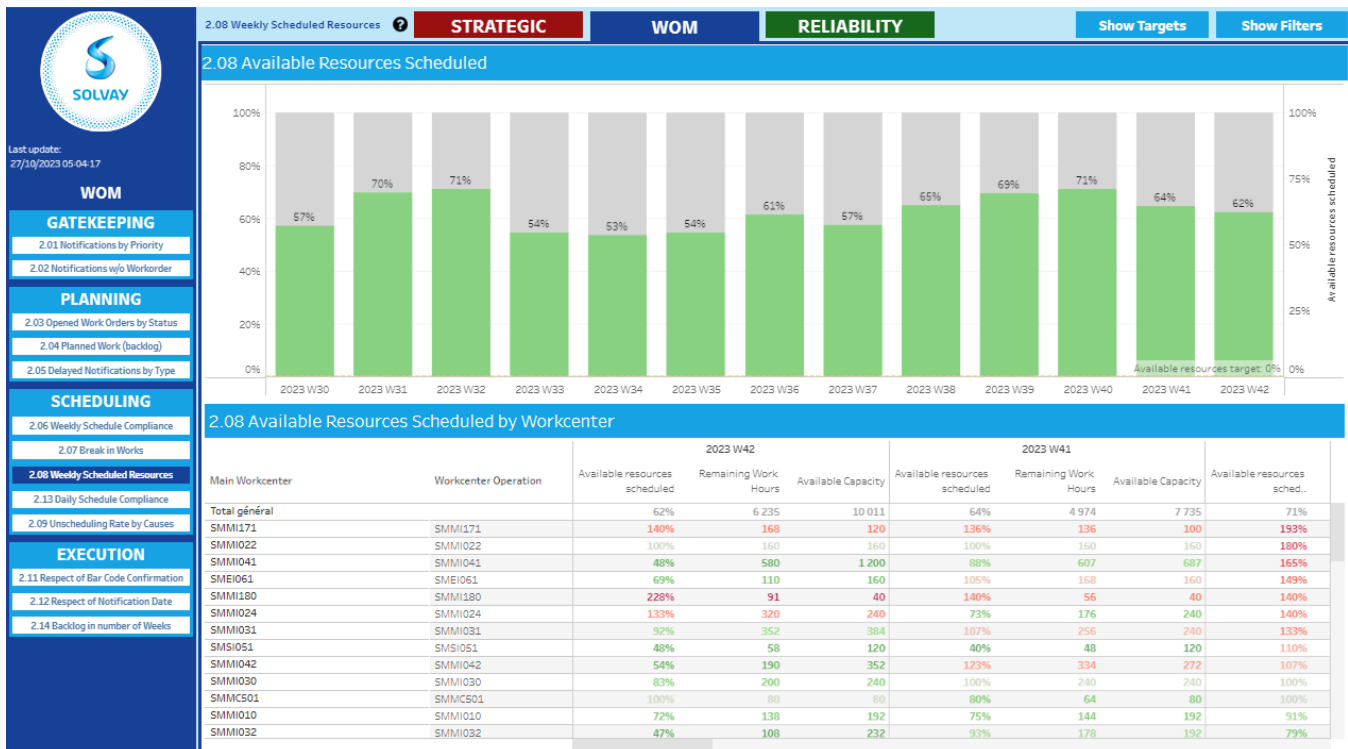 SOLVAY
Last update:
27/10/2023 05:04:17
WOM
GATEKEEPING
2.01 Notifications by Priority
2.02 Notifications w/o Workorder
PLANNING
2.03 Opened Work Orders by Status
2.04 Planned Work (backlog)
2.05 Delayed Notifications by Type
SCHEDULING
2.06 Weekly Schedule Compliance
2.07 Break in Works
2.08 Weekly Scheduled Resources
2.13 Daily Schedule Compliance
2.09 Unscheduling Rate by Causes
EXECUTION
2.11 Respect of Bar Code Confirmation
2.12 Respect of Notification Date
2.14 Backlog in number of Weeks
2.08 Weekly Scheduled Resources ? STRATEGIC WOM RELIABILITY Show Targets Show Filters
2.08 Available Resources Scheduled
100% 100%
80% 75%
60% 50%
40% 25%
20%
0% 0%
57% 70% 71% 54% 53% 54% 61% 57% 65% 69% 71% 64% 62%
Available resources scheduled
Available resources target: 0%
2023 W30 2023 W31 2023 W32 2023 W33 2023 W34 2023 W35 2023 W36 2023 W37 2023 W38 2023 W39 2023 W40 2023 W41 2023 W42
2.08 Available Resources Scheduled by Workcenter
2023 W42 2023 W41
Main Workcenter Workcenter Operation Available resources scheduled Remaining Work Hours Available Capacity Available resources scheduled Remaining Work Hours Available Capacity Available resources sched..
Total général 62% 6 235 10 011 64% 4 974 7 735 71%
SMMI171 SMMI171 140% 168 120 136% 136 100 193%
SMMI022 SMMI022 100% 160 160 100% 160 160 180%
SMMI041 SMMI041 48% 580 1 200 88% 607 687 165%
SMEI061 SMEI061 69% 110 160 105% 168 160 149%
SMMI180 SMMI180 228% 91 40 140% 56 40 140%
SMMI024 SMMI024 133% 320 240 73% 176 240 140%
SMMI031 SMMI031 92% 352 384 107% 256 240 133%
SMSI051 SMSI051 48% 58 120 40% 48 120 110%
SMMI042 SMMI042 54% 190 352 123% 334 272 107%
SMMI030 SMMI030 83% 200 240 100% 240 240 100%
SMMC501 SMMC501 100% 80 80 80% 64 80 100%
SMMI010 SMMI010 72% 138 192 75% 144 192 91%
SMMI032 SMMI032 47% 108 232 93% 178 192 79%